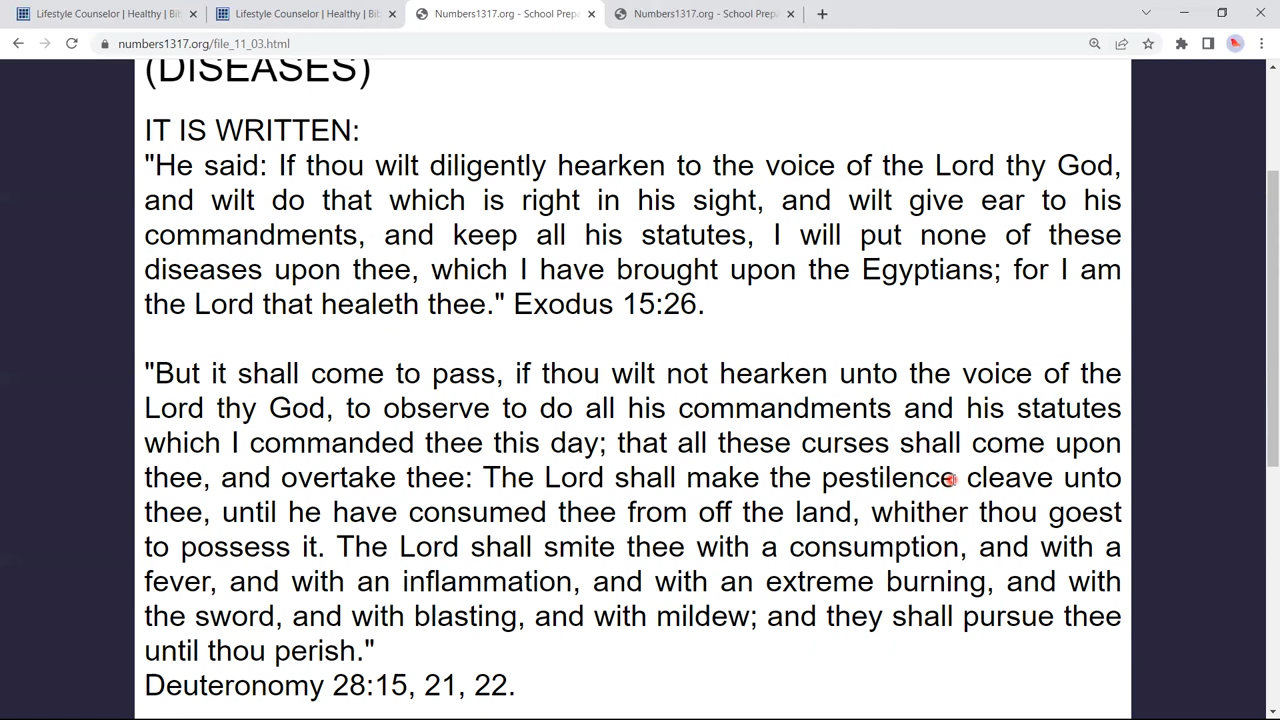 Lifestyle Counselor | Healthy | Bib
Lifestyle Counselor | Healthy | Bib
Numbers1317.org - School Prepa
Numbers1317.org - School Prepa
numbers1317.org/file_11_03.html
(DISEASES)
IT IS WRITTEN:
"He said: If thou wilt diligently hearken to the voice of the Lord thy God,
and wilt do that which is right in his sight, and wilt give ear to his
commandments, and keep all his statutes, I will put none of these
diseases upon thee, which I have brought upon the Egyptians; for I am
the Lord that healeth thee." Exodus 15:26.
"But it shall come to pass, if thou wilt not hearken unto the voice of the
Lord thy God, to observe to do all his commandments and his statutes
which I commanded thee this day; that all these curses shall come upon
thee, and overtake thee: The Lord shall make the pestilence cleave unto
thee, until he have consumed thee from off the land, whither thou goest
to possess it. The Lord shall smite thee with a consumption, and with a
fever, and with an inflammation, and with an extreme burning, and with
the sword, and with blasting, and with mildew; and they shall pursue thee
until thou perish."
Deuteronomy 28:15, 21, 22.